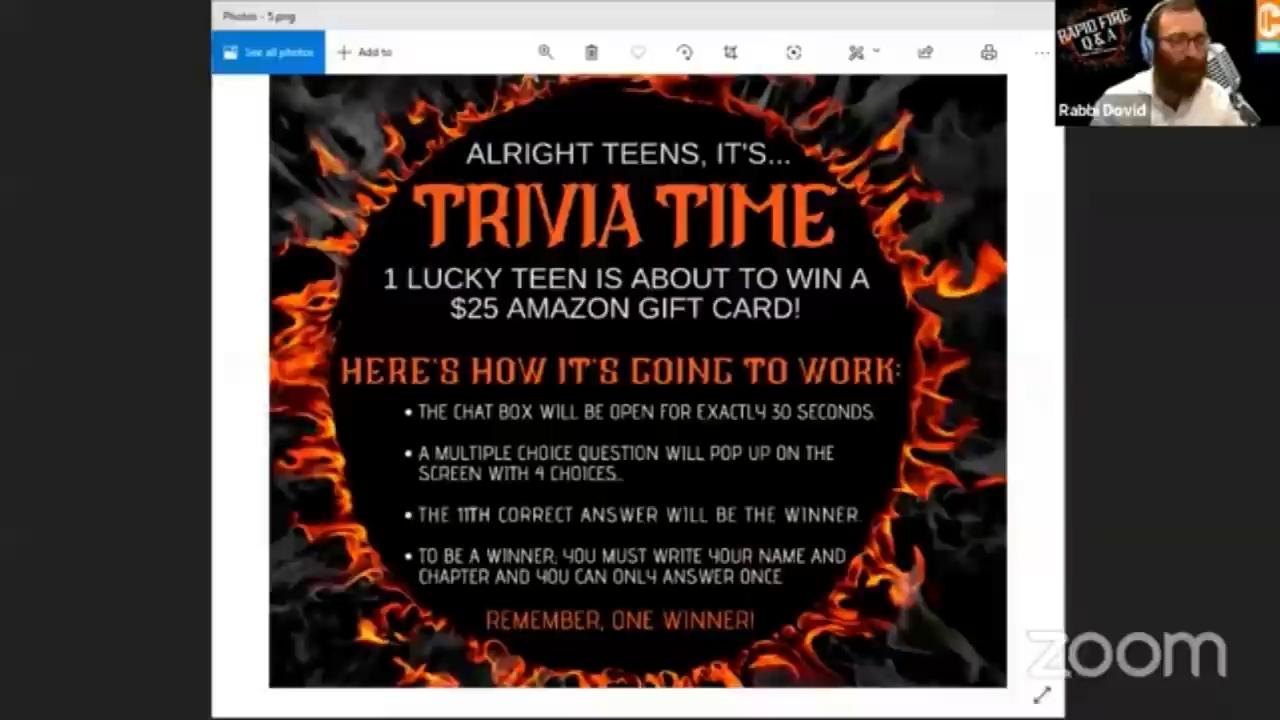 Photos - 5.png
See all photos
Add to
RAPID FIRE
Q & A
Rabbi Dovid
ALRIGHT TEENS, IT'S...
TRIVIA TIME
1 LUCKY TEEN IS ABOUT TO WIN A
$25 AMAZON GIFT CARD!
HERE'S HOW IT'S GOING TO WORK:
• THE CHAT BOX WILL BE OPEN FOR EXACTLY 30 SECONDS.
• A MULTIPLE CHOICE QUESTION WILL POP UP ON THE
SCREEN WITH 4 CHOICES..
• THE 11TH CORRECT ANSWER WILL BE THE WINNER.
• TO BE A WINNER, YOU MUST WRITE YOUR NAME AND
CHAPTER AND YOU CAN ONLY ANSWER ONCE
REMEMBER, ONE WINNER!
zoom